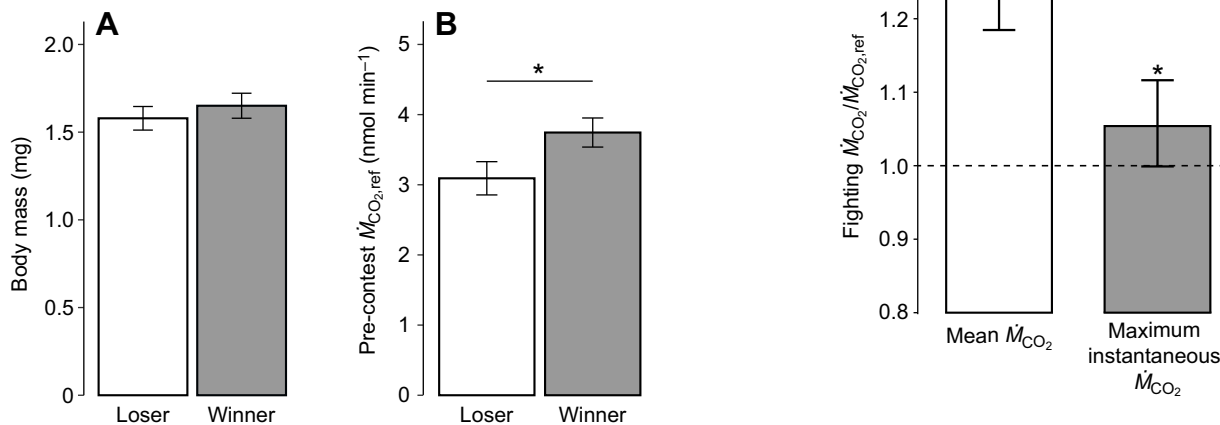 A
Body mass (mg)
2.0
1.5
1.0
0.5
0
Loser Winner
B
Pre-contest ṀCO2,ref (nmol min–1)
5
4
3
2
1
0
*
Loser Winner
Fighting ṀCO2/ṀCO2,ref
1.2
1.1
1.0
0.9
0.8
*
Mean ṀCO2
Maximum
instantaneous
ṀCO2